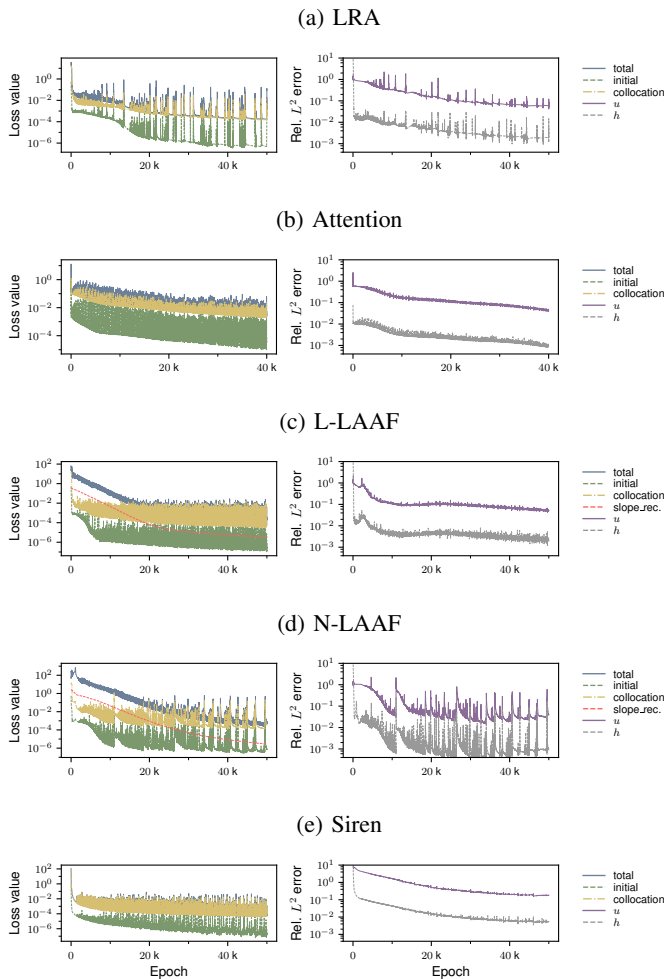 (a) LRA
Loss value
10^0
10^-2
10^-4
10^-6
0
20 k
40 k
Rel. L^2 error
10^1
10^0
10^-1
10^-2
10^-3
0
20 k
40 k
total
initial
collocation
u
h
(b) Attention
Loss value
10^0
10^-2
10^-4
0
20 k
40 k
Rel. L^2 error
10^1
10^0
10^-1
10^-2
10^-3
0
20 k
40 k
total
initial
collocation
u
h
(c) L-LAAF
Loss value
10^2
10^0
10^-2
10^-4
10^-6
0
20 k
40 k
Rel. L^2 error
10^1
10^0
10^-1
10^-2
10^-3
0
20 k
40 k
total
initial
collocation
slope.rec.
u
h
(d) N-LAAF
Loss value
10^2
10^0
10^-2
10^-4
10^-6
0
20 k
40 k
Rel. L^2 error
10^1
10^0
10^-1
10^-2
10^-3
0
20 k
40 k
total
initial
collocation
slope.rec.
u
h
(e) Siren
Loss value
10^2
10^0
10^-2
10^-4
10^-6
0
20 k
40 k
Epoch
Rel. L^2 error
10^1
10^0
10^-1
10^-2
10^-3
0
20 k
40 k
Epoch
total
initial
collocation
u
h